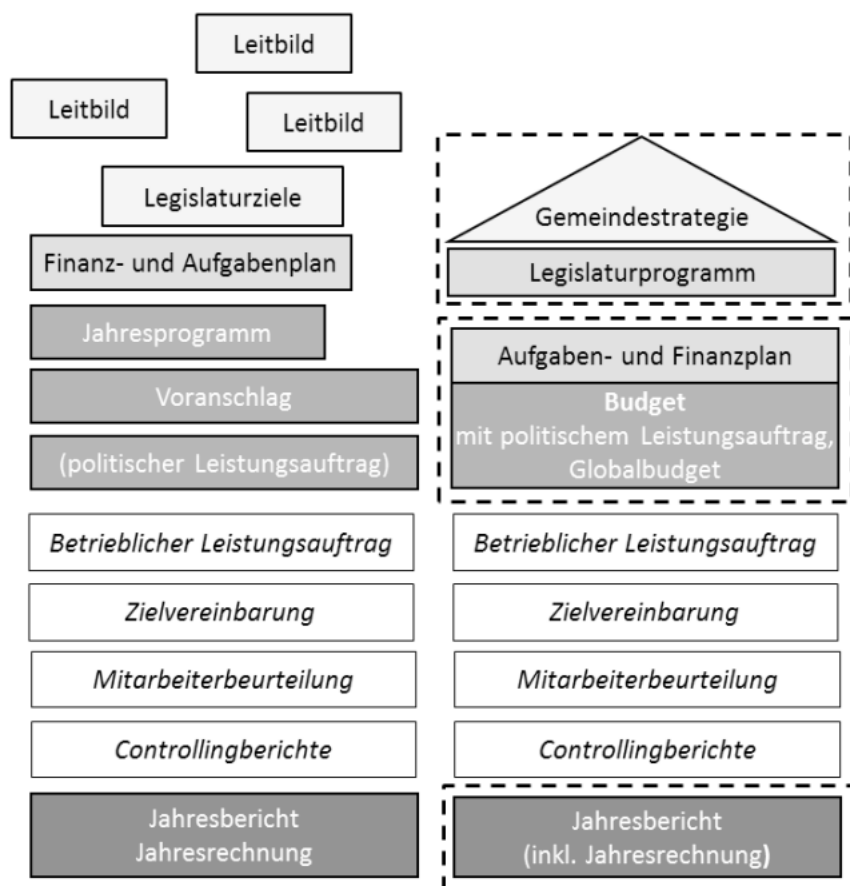 Leitbild
Leitbild
Leitbild
Legislaturziele
Finanz- und Aufgabenplan
Jahresprogramm
Voranschlag
(politischer Leistungsauftrag)
Betrieblicher Leistungsauftrag
Zielvereinbarung
Mitarbeiterbeurteilung
Controllingberichte
Jahresbericht
Jahresrechnung
Gemeindestrategie
Legislaturprogramm
Aufgaben- und Finanzplan
Budget
mit politischem Leistungsauftrag,
Globalbudget
Betrieblicher Leistungsauftrag
Zielvereinbarung
Mitarbeiterbeurteilung
Controllingberichte
Jahresbericht
(inkl. Jahresrechnung)